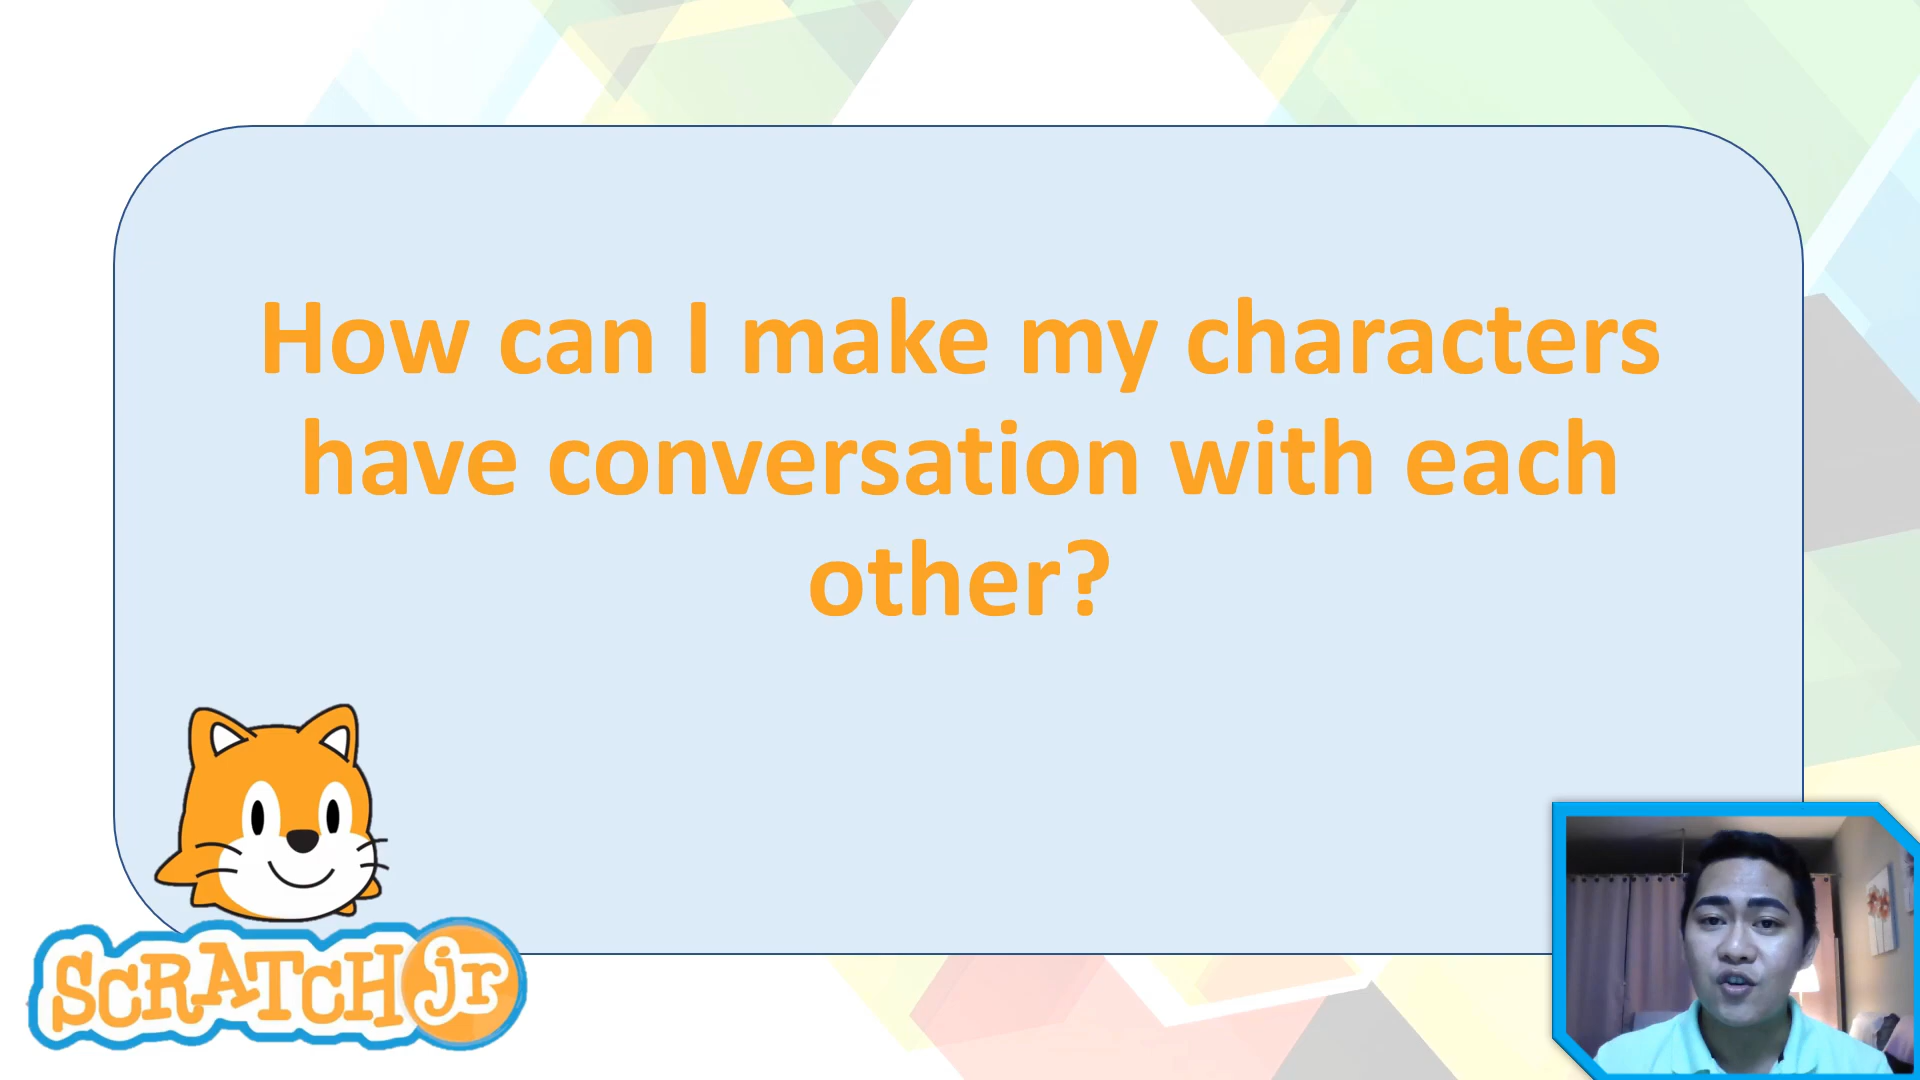 How can I make my characters
have conversation with each
other?
SCRATCH jr